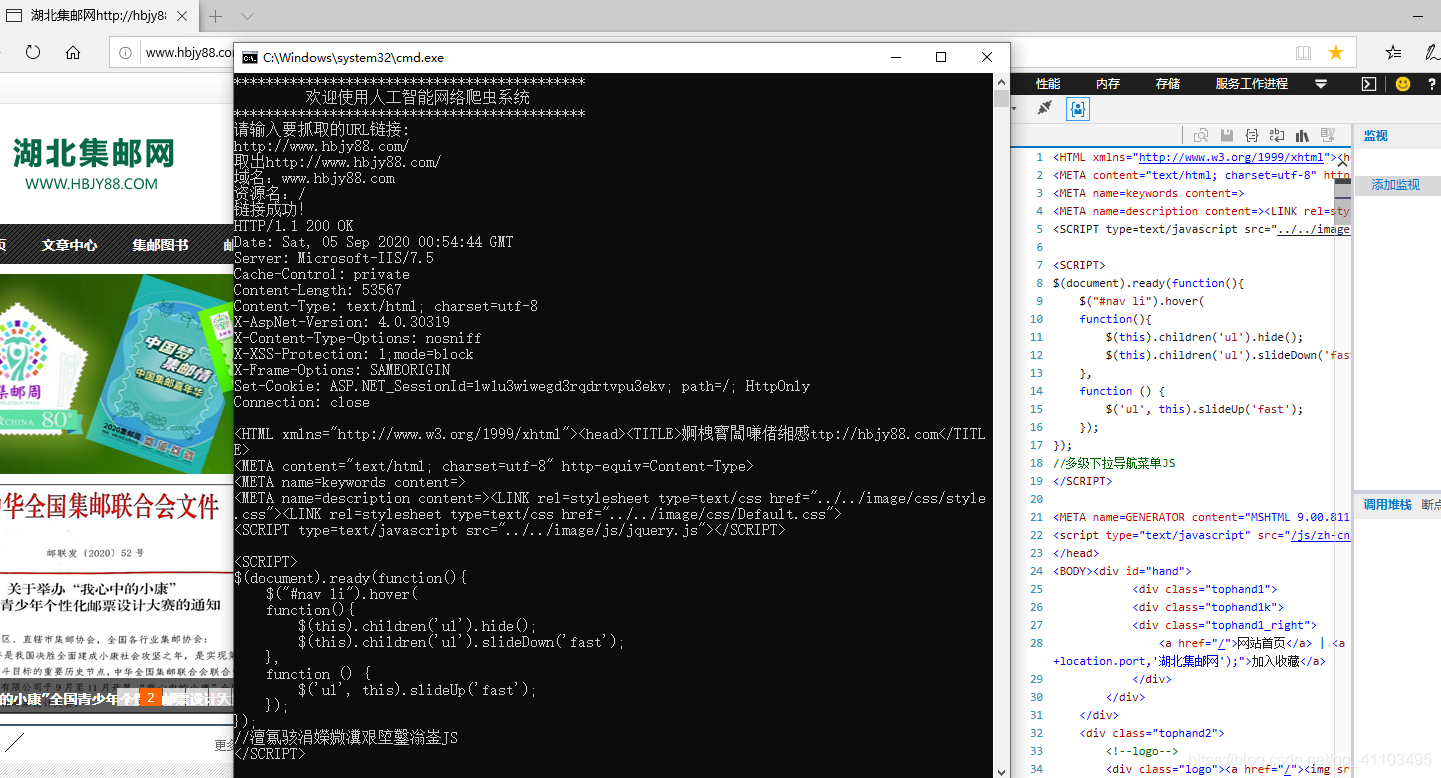 湖北集邮网http://hbjy88
www.hbjy88.co
C:\Windows\system32\cmd.exe
********************************************
欢迎使用人工智能网络爬虫系统
********************************************
请输入要抓取的URL链接:
http://www.hbjy88.com/
取出http://www.hbjy88.com/
域名: www.hbjy88.com
资源名: /
链接成功!
HTTP/1.1 200 OK
Date: Sat, 05 Sep 2020 00:54:44 GMT
Server: Microsoft-IIS/7.5
Cache-Control: private
Content-Length: 53567
Content-Type: text/html; charset=utf-8
X-AspNet-Version: 4.0.30319
X-Content-Type-Options: nosniff
X-XSS-Protection: 1;mode=block
X-Frame-Options: SAMEORIGIN
Set-Cookie: ASP.NET_SessionId=lwlu3wiwegd3rqdrtvpu3ekv; path=/; HttpOnly
Connection: close
<HTML xmlns="http://www.w3.org/1999/xhtml"><head><TITLE>ttp://hbjy88.com</TITL
E>
<META content="text/html; charset=utf-8" http-equiv=Content-Type>
<META name=keywords content=>
<META name=description content=><LINK rel=stylesheet type=text/css href="../../image/css/style
.css"><LINK rel=stylesheet type=text/css href="../../image/css/Default.css">
<SCRIPT type=text/javascript src="../../image/js/jquery.js"></SCRIPT>
<SCRIPT>
$(document).ready(function(){
$("#nav li").hover(
function(){
$(this).children('ul').hide();
$(this).children('ul').slideDown('fast');
},
function () {
$('ul', this).slideUp('fast');
});
});
//JS
</SCRIPT>
湖北集邮网
WWW.HBJY88.COM
页 文章中心 集邮图书 邮
集邮周
CHINA 80
中国梦
集邮情
中国集邮嘉年华
2020集邮周
中华全国集邮联合会文件
邮联发〔2020〕52 号
关于举办“我心中的小康”
青少年个性化邮票设计大赛的通知
区、直辖市集邮协会,全国各行业集邮协会:
是我国决胜全面建成小康社会攻坚之年,是实现第
斗目标的重要历史节点,中华全国集邮联合会联合
的小康”全国青少年个 2 邮票设计大
更多
性能 内存 存储 服务工作进程
监视
添加监视
调用堆栈 断点
1 <HTML xmlns="http://www.w3.org/1999/xhtml"><h
2 <META content="text/html; charset=utf-8" http
3 <META name=keywords content=>
4 <META name=description content=><LINK rel=sty
5 <SCRIPT type=text/javascript src="../../image
6
7 <SCRIPT>
8 $(document).ready(function(){
9 $("#nav li").hover(
10 function(){
11 $(this).children('ul').hide();
12 $(this).children('ul').slideDown('fas
13 },
14 function () {
15 $('ul', this).slideUp('fast');
16 });
17 });
18 //多级下拉导航菜单JS
19 </SCRIPT>
20
21 <META name=GENERATOR content="MSHTML 9.00.811
22 <script type="text/javascript" src="/js/zh-cn
23 </head>
24 <BODY><div id="hand">
25 <div class="tophand1">
26 <div class="tophand1k">
27 <div class="tophand1_right">
28 <a href="/">网站首页</a> | <a
+location.port,'湖北集邮网');">加入收藏</a>
29 </div>
30 </div>
31 </div>
32 <div class="tophand2">
33 <!--logo-->
34 <div class="logo"><a href="/"><img sr
https://blog.csdn.net/qq_41103495